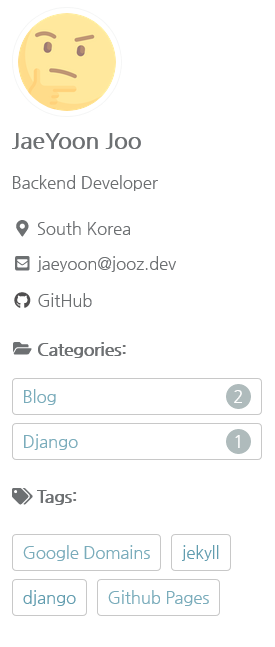 JaeYoon Joo
Backend Developer
South Korea
jaeyoon@jooz.dev
GitHub
Categories:
Blog 2
Django 1
Tags:
Google Domains jekyll
django Github Pages